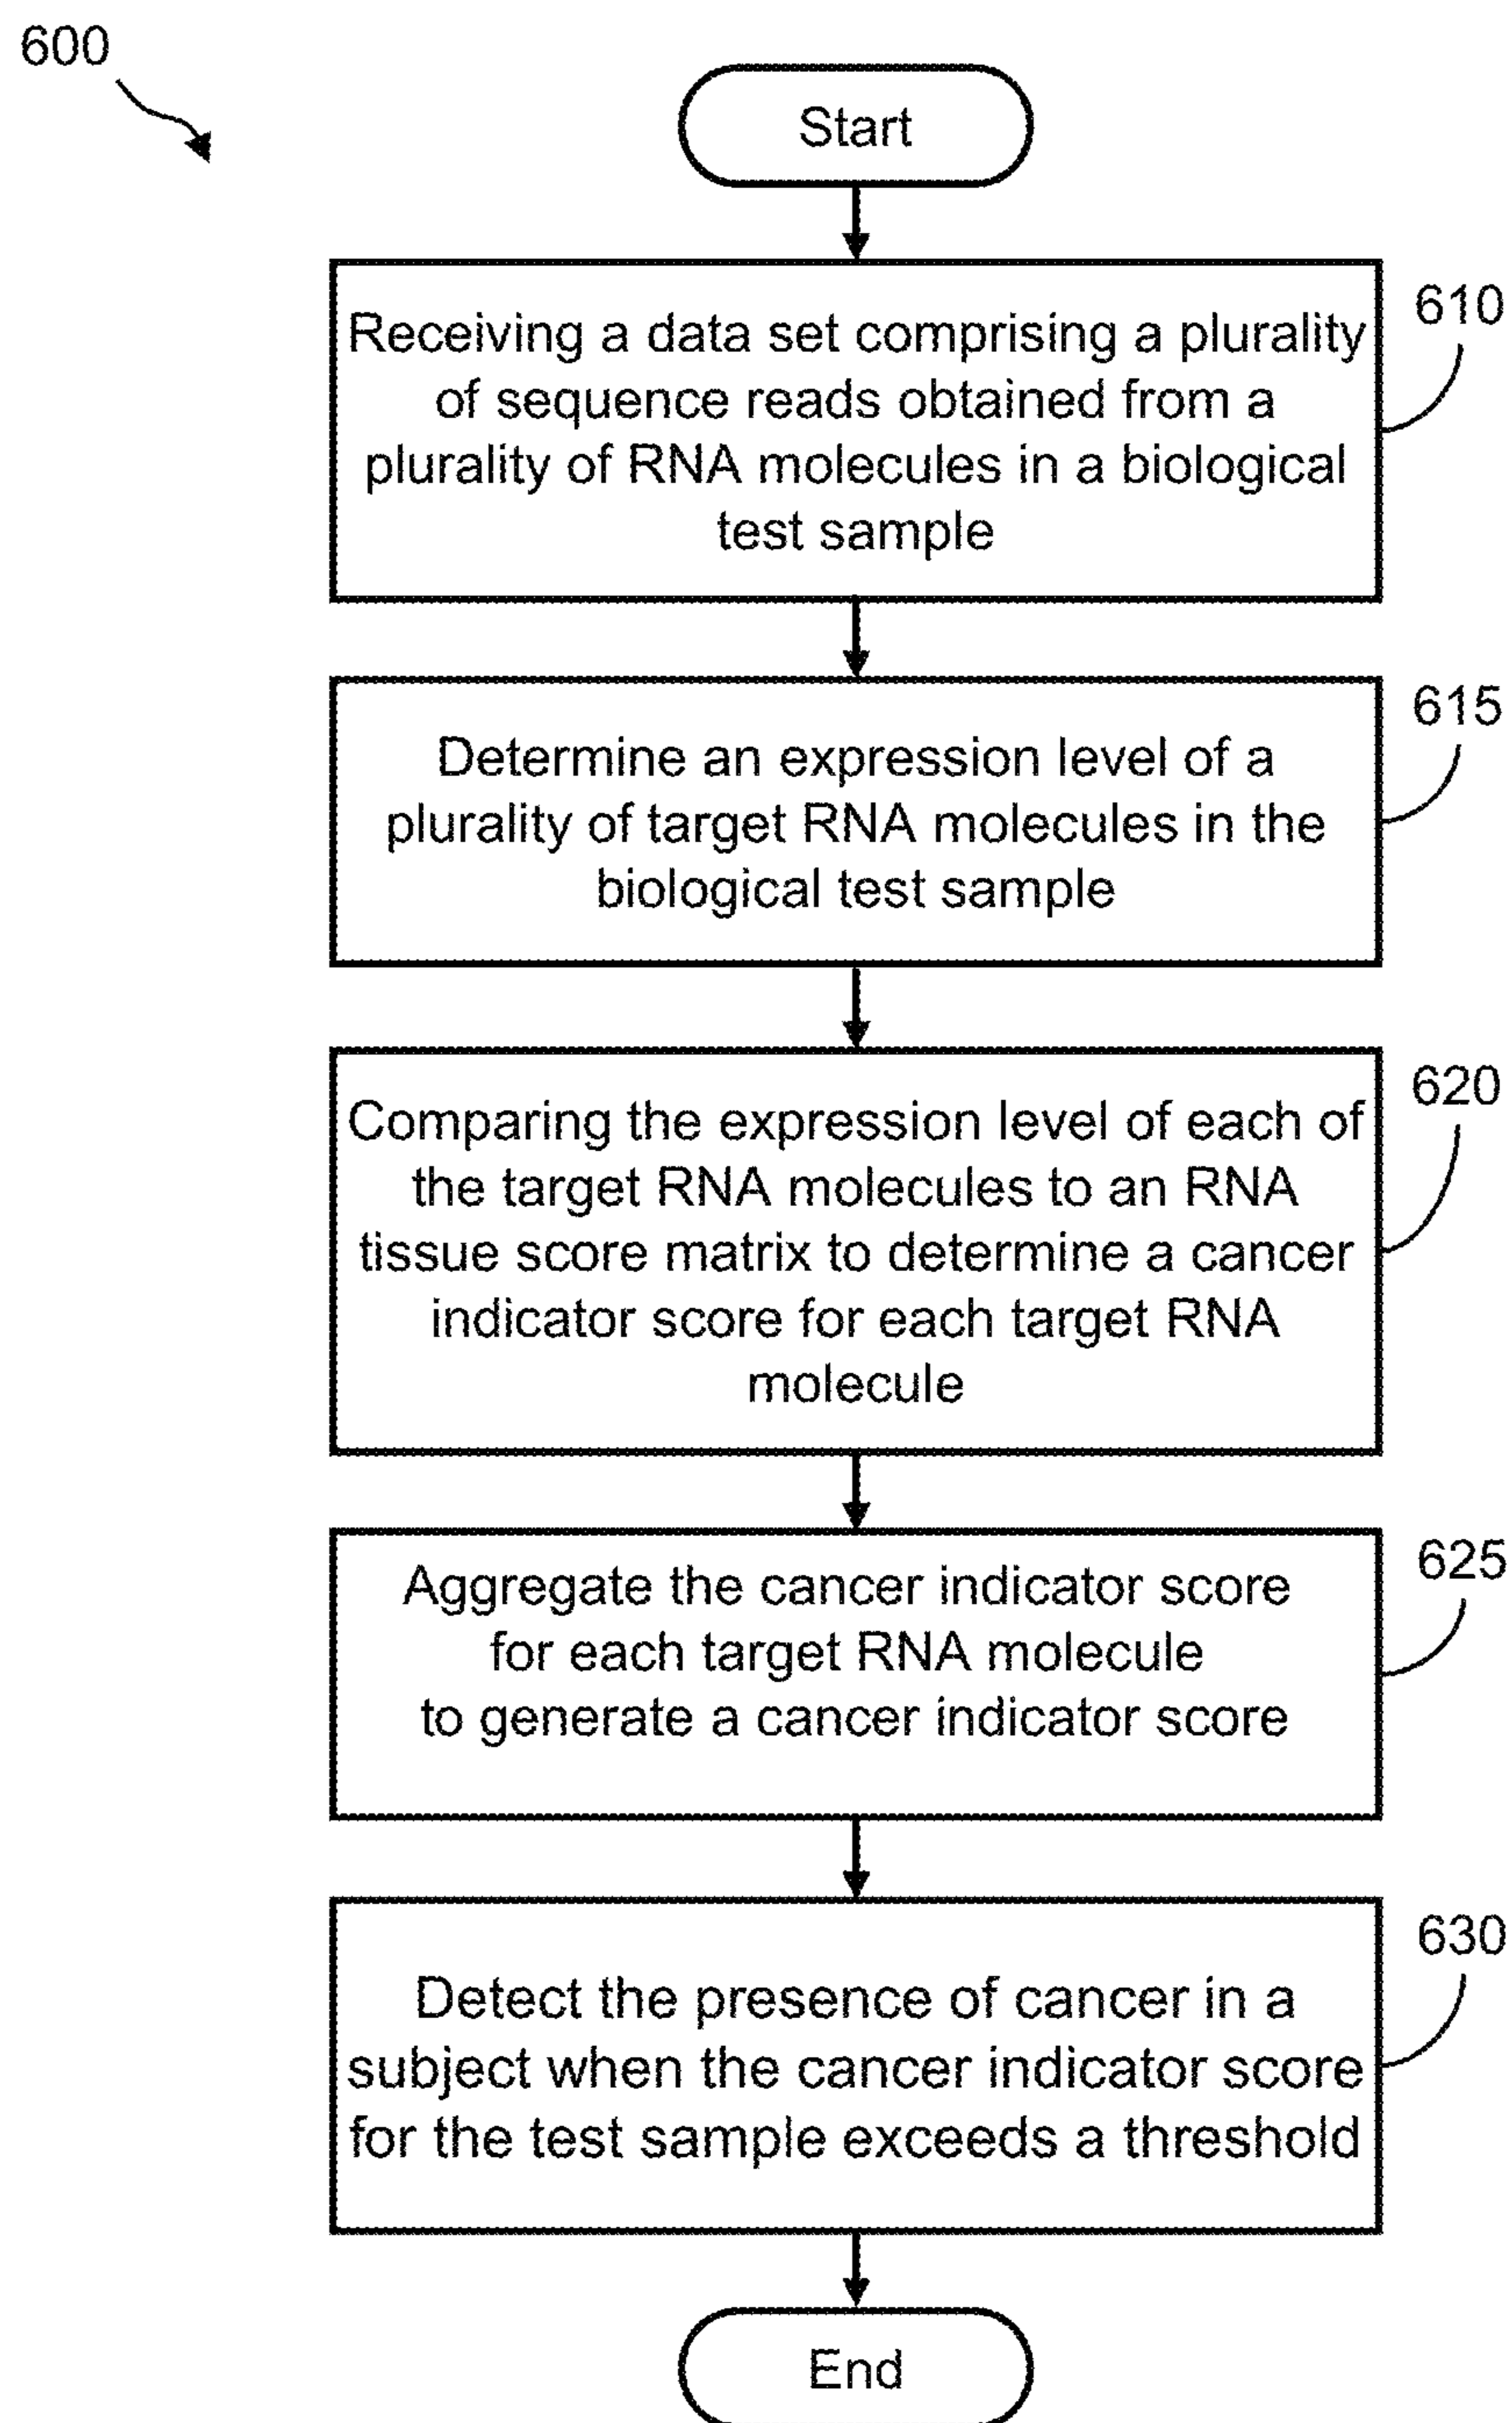 600
Start
610
Receiving a data set comprising a plurality
of sequence reads obtained from a
plurality of RNA molecules in a biological
test sample
615
Determine an expression level of a
plurality of target RNA molecules in the
biological test sample
620
Comparing the expression level of each of
the target RNA molecules to an RNA
tissue score matrix to determine a cancer
indicator score for each target RNA
molecule
625
Aggregate the cancer indicator score
for each target RNA molecule
to generate a cancer indicator score
630
Detect the presence of cancer in a
subject when the cancer indicator score
for the test sample exceeds a threshold
End